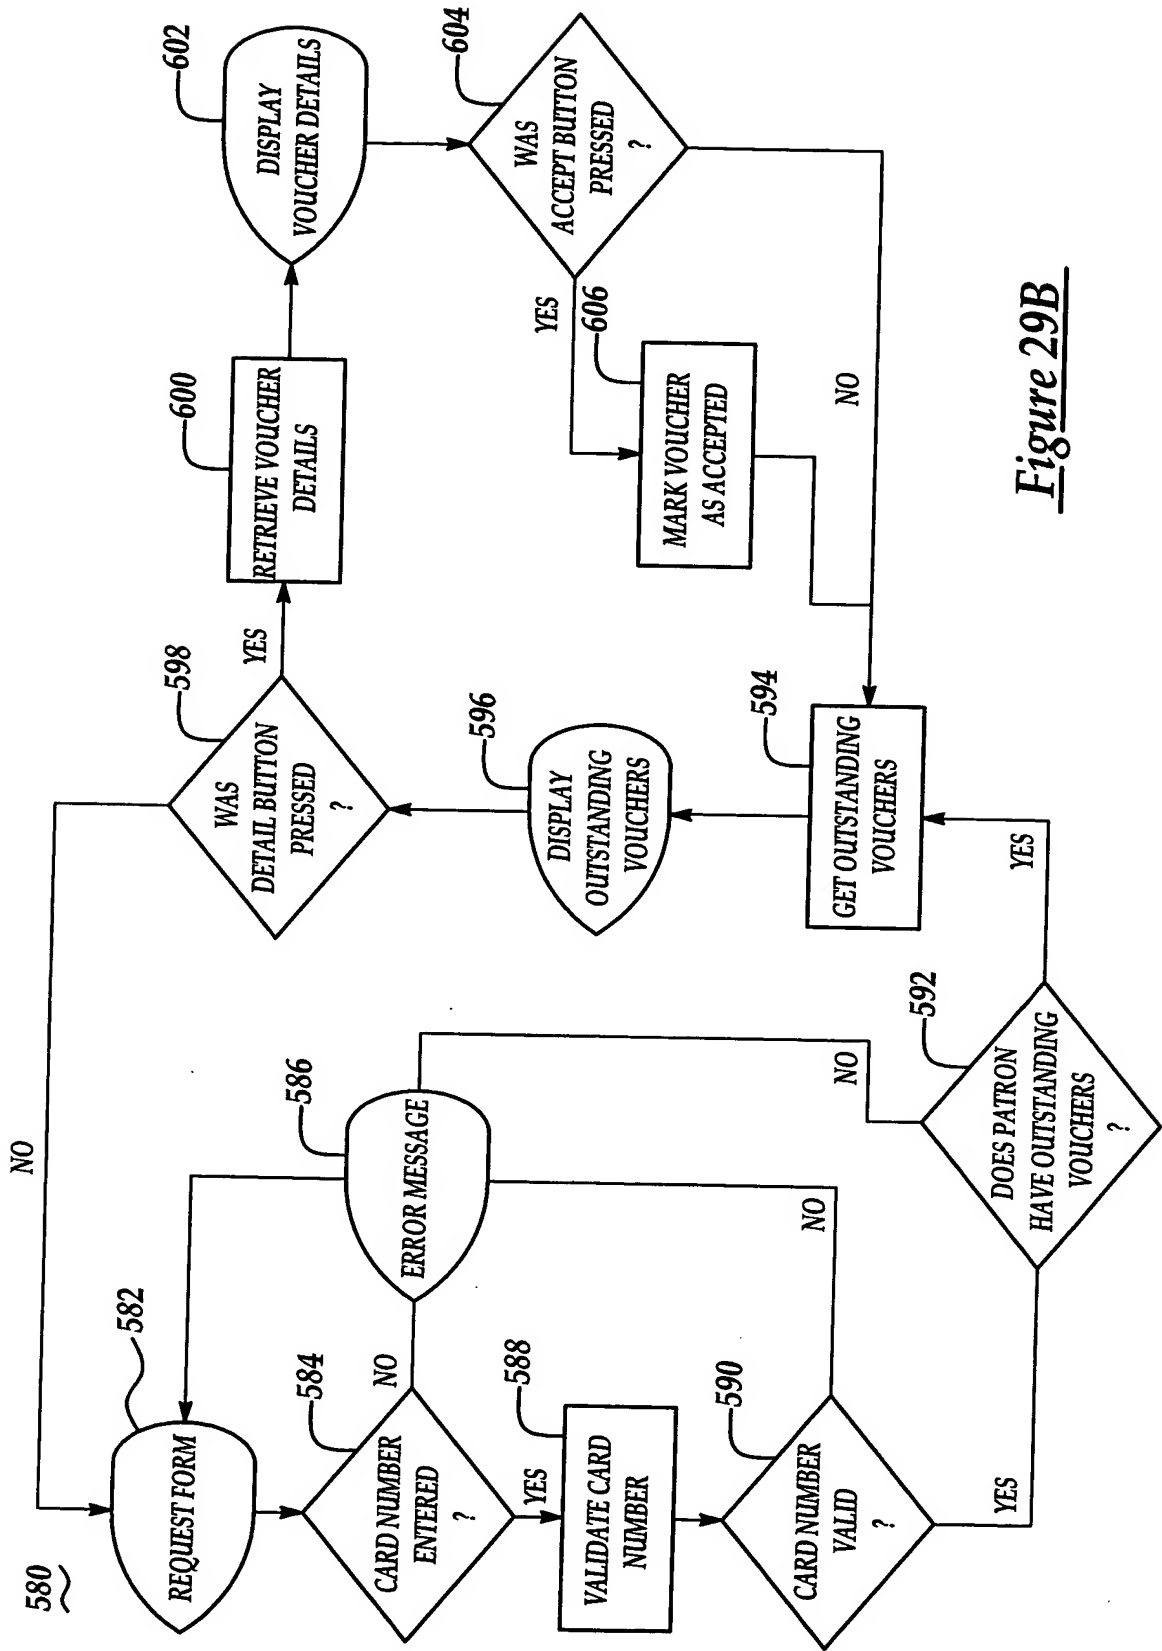 580
582
REQUEST FORM
584
CARD NUMBER
ENTERED
?
NO
YES
586
ERROR MESSAGE
588
VALIDATE CARD
NUMBER
590
CARD NUMBER
VALID
?
NO
YES
592
DOES PATRON
HAVE OUTSTANDING
VOUCHERS
?
NO
YES
594
GET OUTSTANDING
VOUCHERS
596
DISPLAY
OUTSTANDING
VOUCHERS
598
WAS
DETAIL BUTTON
PRESSED
?
NO
YES
600
RETRIEVE VOUCHER
DETAILS
602
DISPLAY
VOUCHER DETAILS
604
WAS
ACCEPT BUTTON
PRESSED
?
YES
606
MARK VOUCHER
AS ACCEPTED
NO
Figure 29B